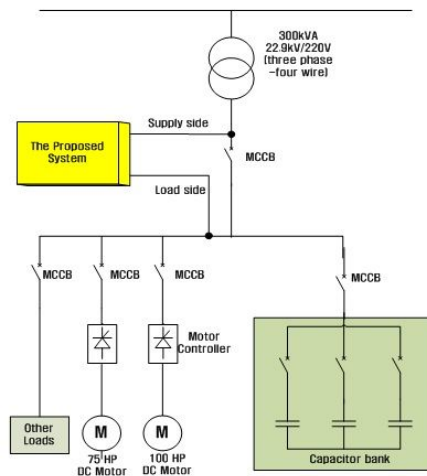 300kVA
22.9kV/220V
(three phase
-four wire)
Supply side
The Proposed
System
MCCB
Load side
MCCB
MCCB
MCCB
MCCB
Motor
Controller
Other
Loads
M
M
75 HP
DC Motor
100 HP
DC Motor
Capacitor bank